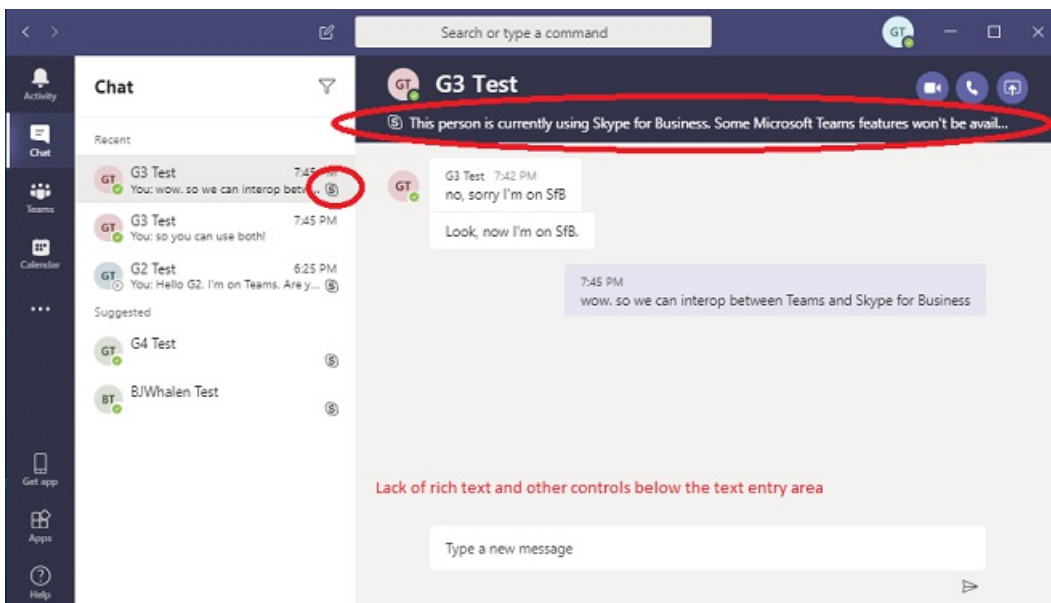 Search or type a command
GT
Activity
Chat
Teams
Calendar
Get app
Apps
Help
Chat
Recent
GT
G3 Test
7:45 PM
You: wow. so we can interop betw...
GT
G3 Test
7:45 PM
You: so you can use both!
GT
G2 Test
6:25 PM
You: Hello G2. I'm on Teams. Are y...
Suggested
GT
G4 Test
BT
BJWhalen Test
GT
G3 Test
This person is currently using Skype for Business. Some Microsoft Teams features won't be avail...
GT
G3 Test 7:42 PM
no, sorry I'm on SfB
Look, now I'm on SfB.
7:45 PM
wow. so we can interop between Teams and Skype for Business
Lack of rich text and other controls below the text entry area
Type a new message